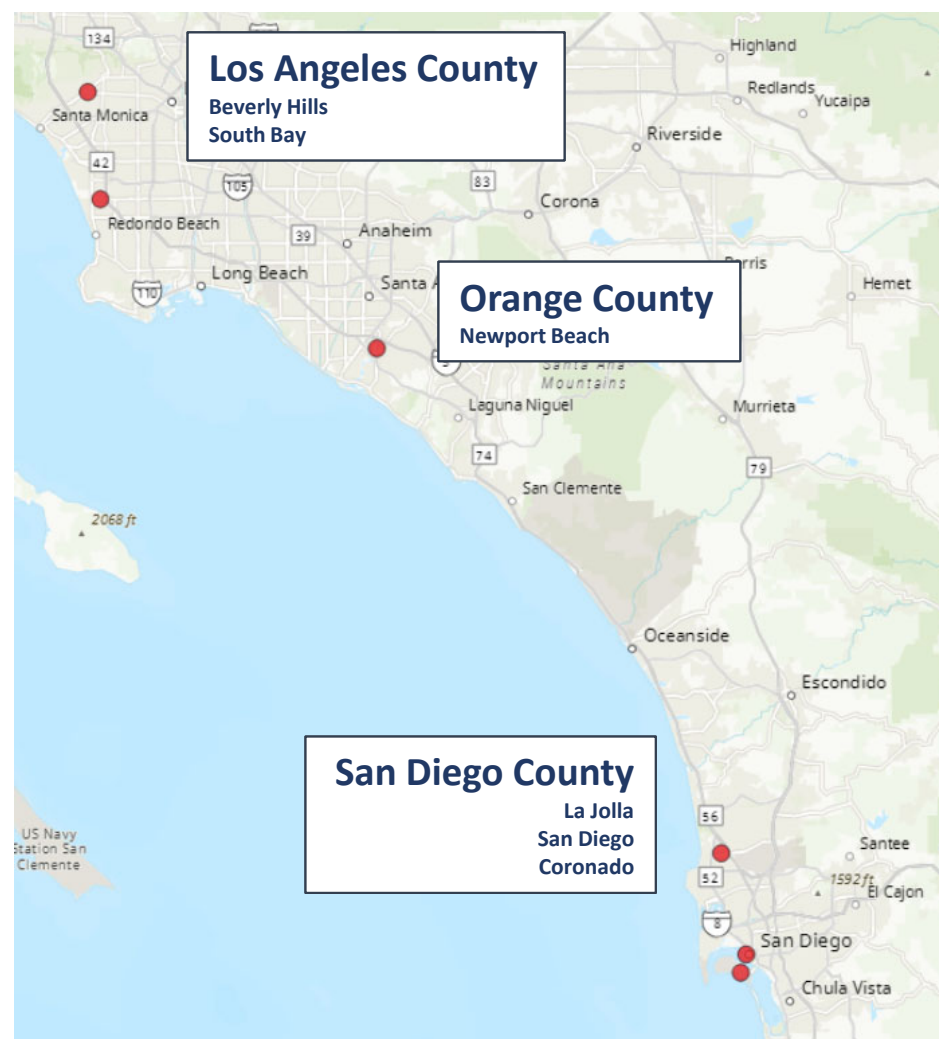 134
Los Angeles County
Beverly Hills
South Bay
Highland
Redlands
Yucaipa
Santa Monica
Riverside
42
105
83
Corona
Redondo Beach
39
Anaheim
Long Beach
110
Santa A
Orange County
Newport Beach
rris
Hemet
5
Santa Ana
Mountains
Laguna Niguel
Murrieta
74
79
San Clemente
2068 ft
Oceanside
Escondido
San Diego County
La Jolla
San Diego
Coronado
56
US Navy
Station San
Clemente
Santee
52
1592 ft
El Cajon
8
San Diego
Chula Vista